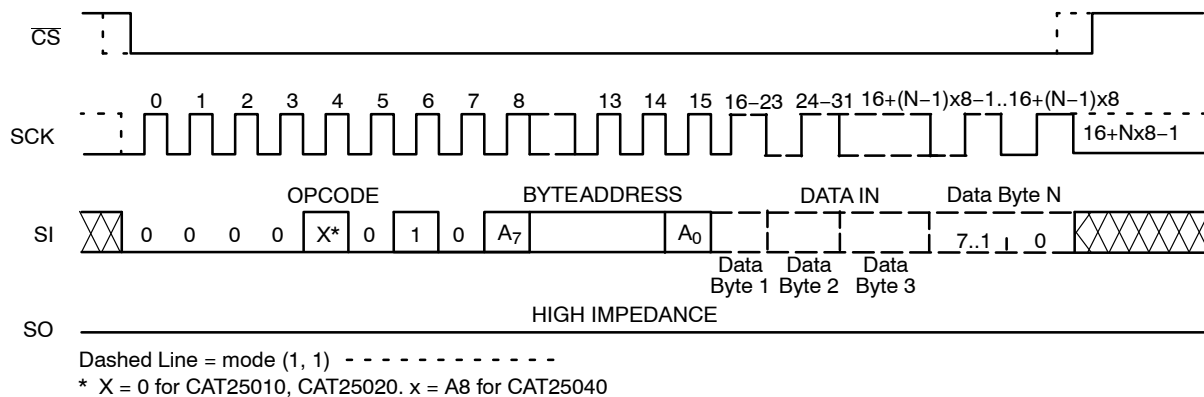 CS
0 1 2 3 4 5 6 7 8 13 14 15 16–23 24–31 16+(N–1)x8–1..16+(N–1)x8
SCK
16+Nx8–1
OPCODE BYTEADDRESS DATA IN Data Byte N
SI 0 0 0 0 X* 0 1 0 A7 A0 7..1 0
Data Byte 1
Data Byte 2
Data Byte 3
HIGH IMPEDANCE
SO
Dashed Line = mode (1, 1) - - - - - - - - - - - -
* X = 0 for CAT25010, CAT25020. x = A8 for CAT25040